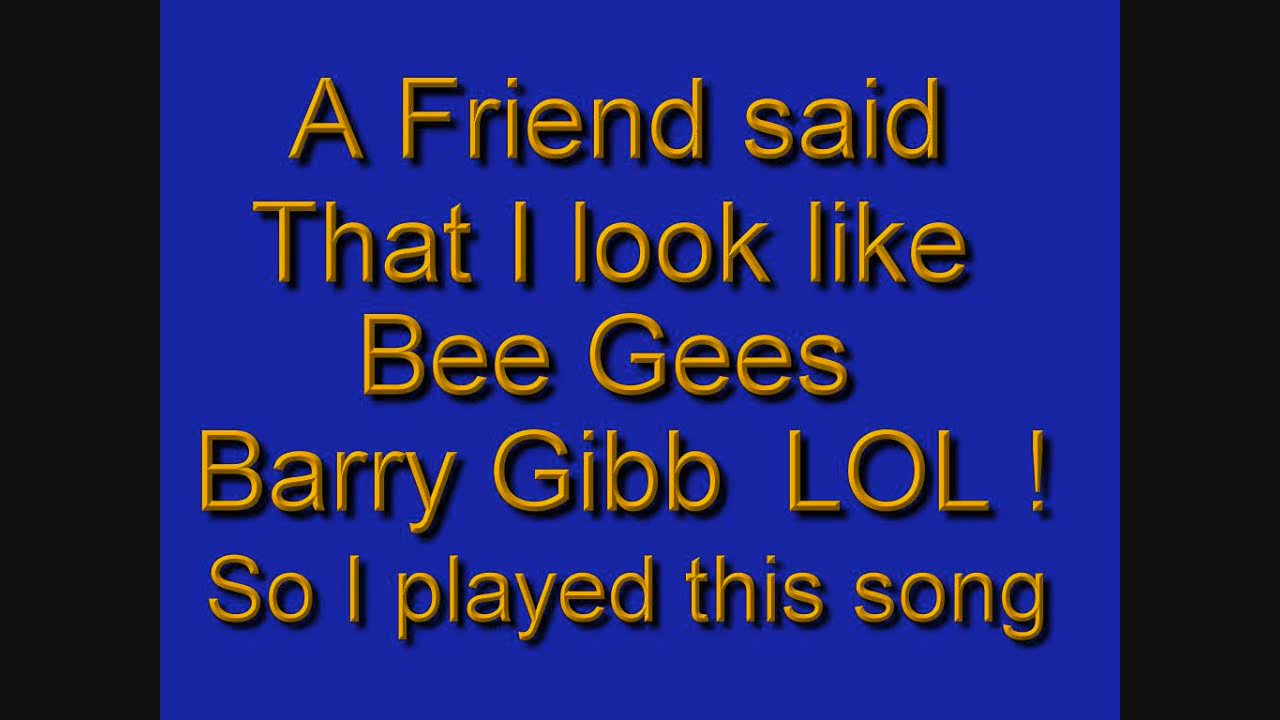 A Friend said
That I look like
Bee Gees
Barry Gibb  LOL !
So I played this song